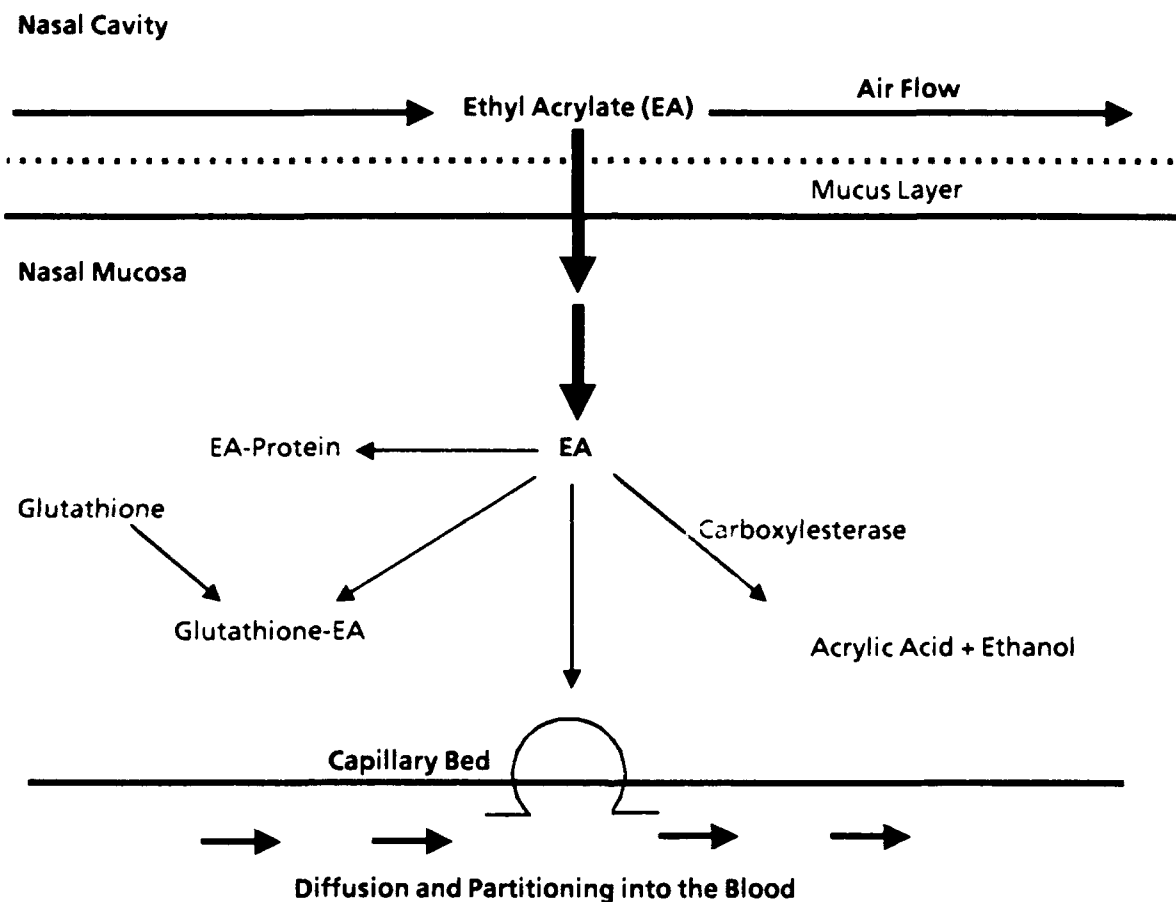 Nasal Cavity
Air Flow
Ethyl Acrylate (EA)
Mucus Layer
Nasal Mucosa
EA-Protein
EA
Glutathione
Carboxylesterase
Glutathione-EA
Acrylic Acid + Ethanol
Capillary Bed
Diffusion and Partitioning into the Blood